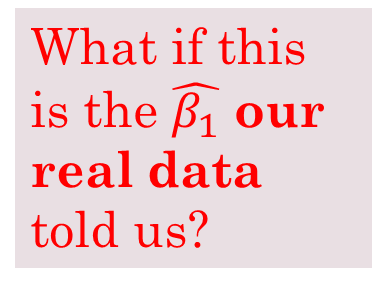 What if this
is the $\widehat{\beta_1}$ our
real data
told us?